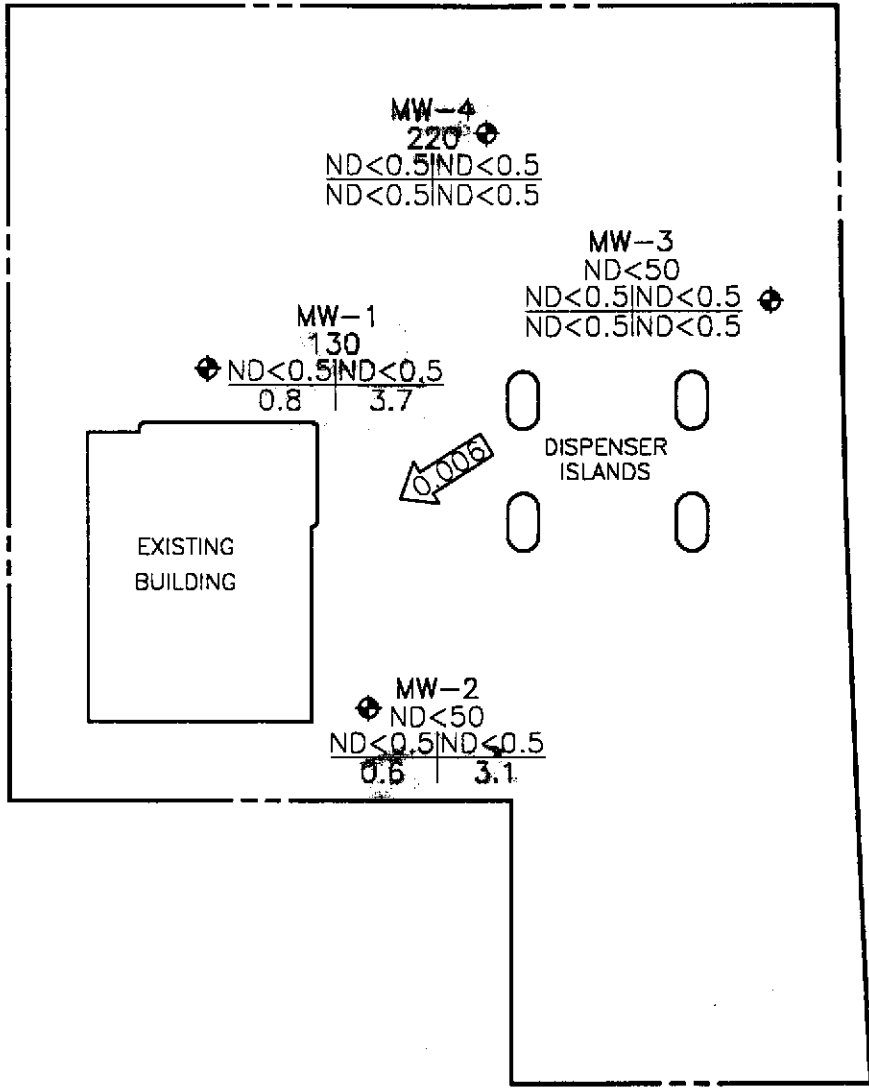 MW-4
220
ND<0.5|ND<0.5
ND<0.5|ND<0.5
MW-3
ND<50
ND<0.5|ND<0.5
ND<0.5|ND<0.5
MW-1
130
ND<0.5|ND<0.5
0.8 | 3.7
DISPENSER
ISLANDS
0.006
EXISTING
BUILDING
MW-2
ND<50
ND<0.5|ND<0.5
0.6 | 3.1